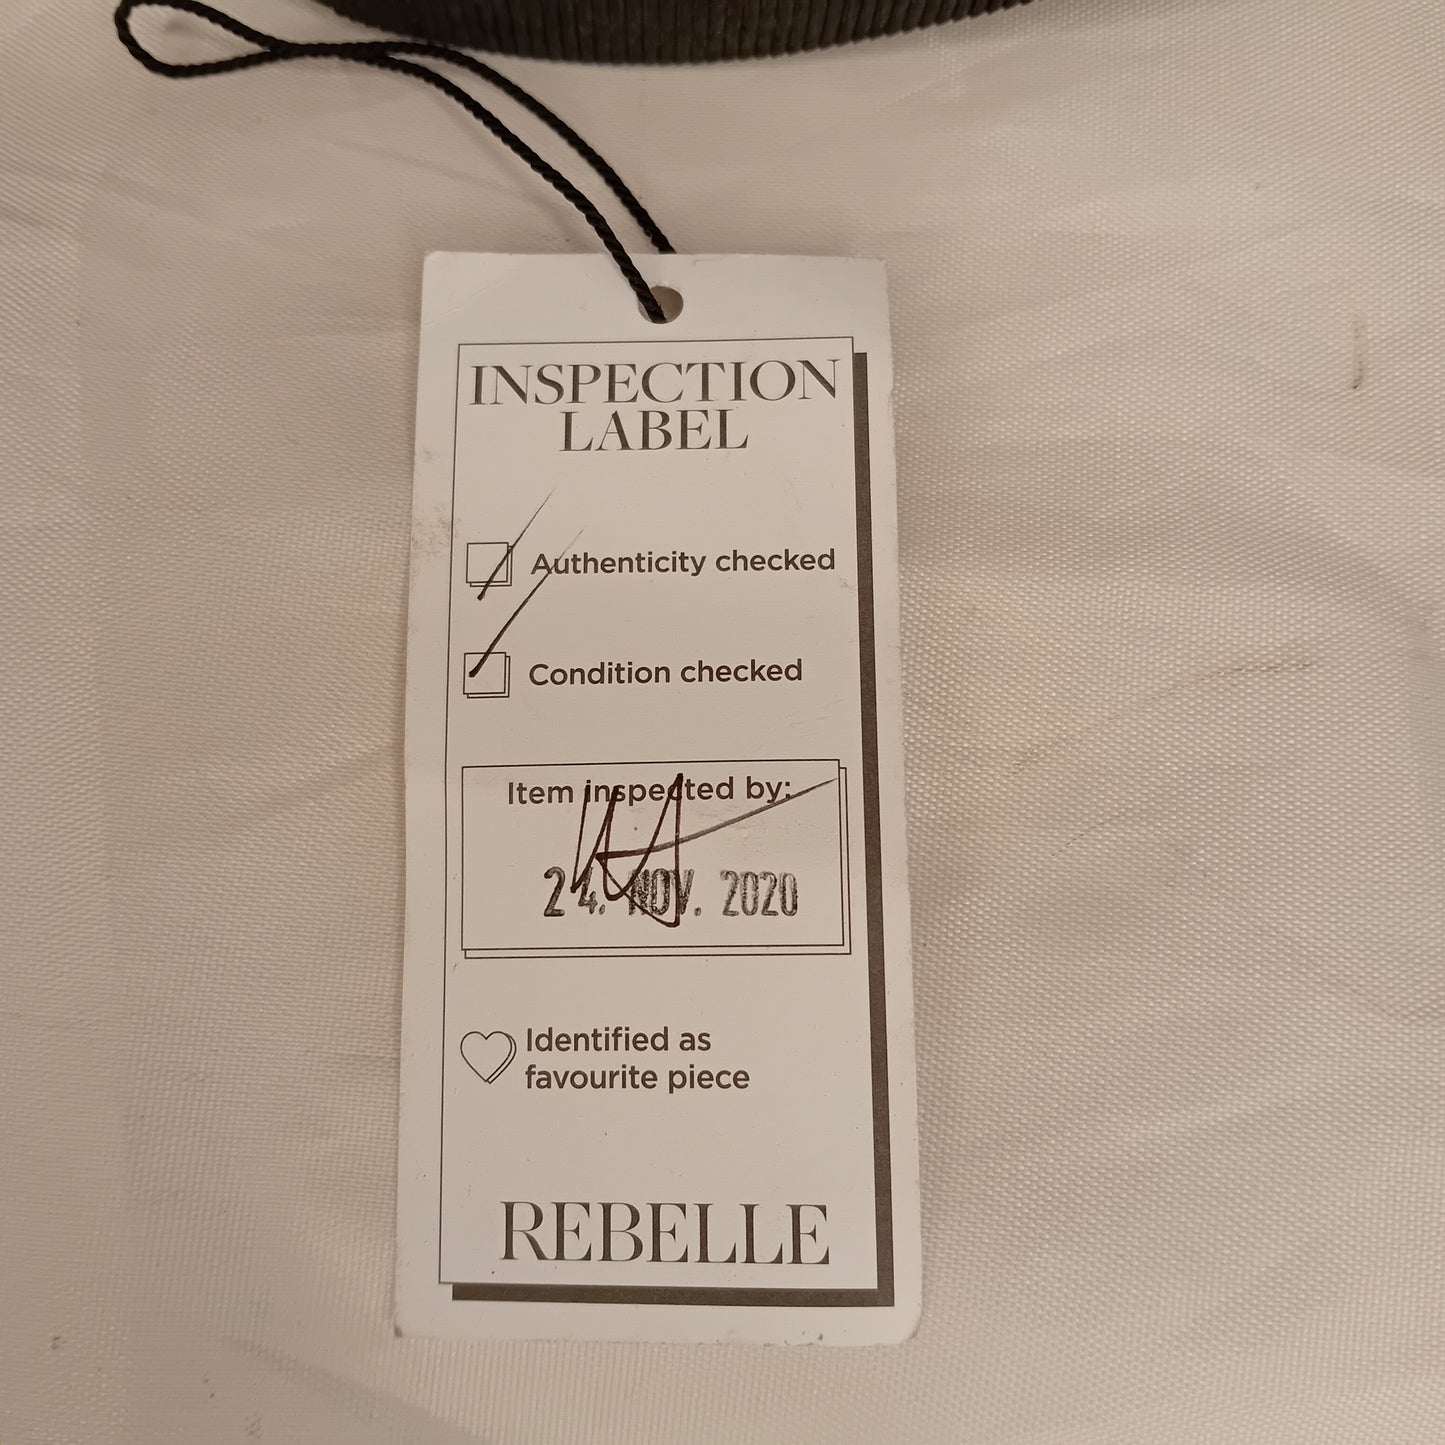 INSPECTION
LABEL
Authenticity checked
Condition checked
Item inspected by:
24. NOV. 2020
Identified as
favourite piece
REBELLE